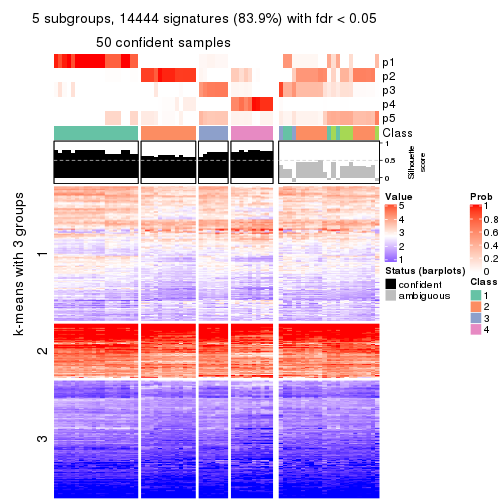 5 subgroups, 14444 signatures (83.9%) with fdr < 0.05
50 confident samples
p1
p2
p3
p4
p5
Class
1
0.5
0
Silhouette
score
k-means with 3 groups
1
2
3
Value
5
4
3
2
1
Status (barplots)
confident
ambiguous
Prob
1
0.8
0.6
0.4
0.2
0
Class
1
2
3
4